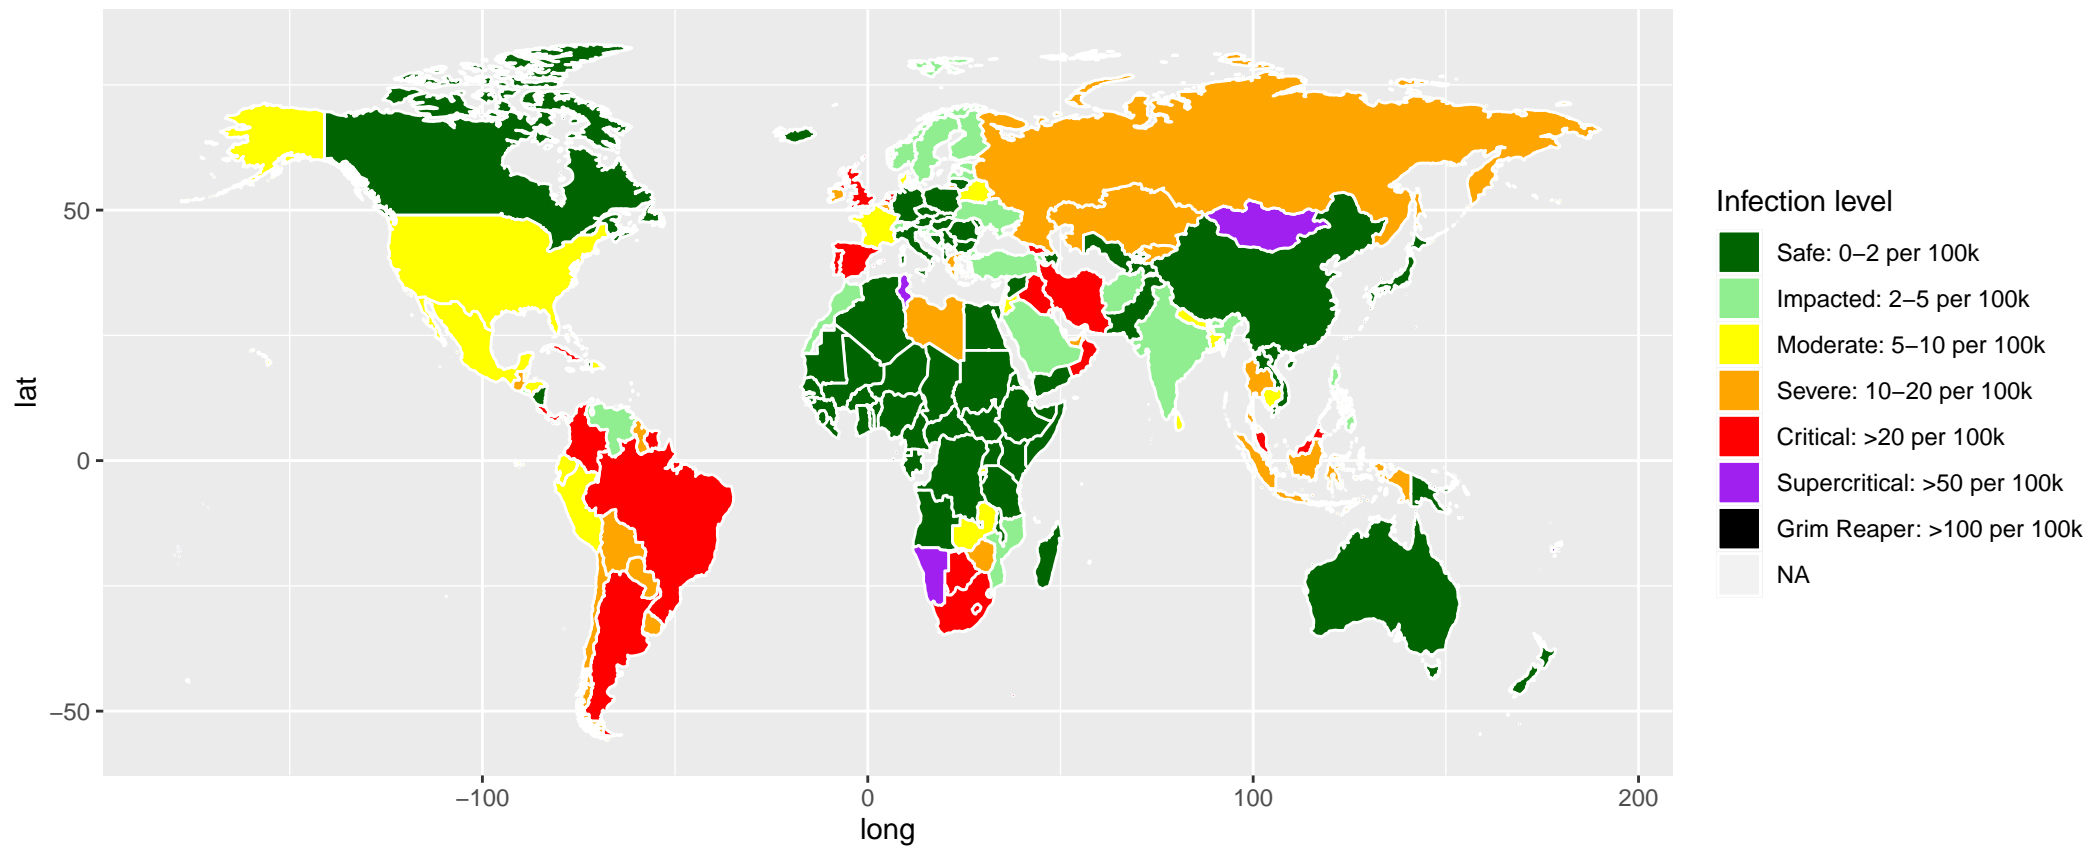 50
0
−50
lat
−100
0
100
200
long
Infection level
Safe: 0−2 per 100k
Impacted: 2−5 per 100k
Moderate: 5−10 per 100k
Severe: 10−20 per 100k
Critical: >20 per 100k
Supercritical: >50 per 100k
Grim Reaper: >100 per 100k
NA